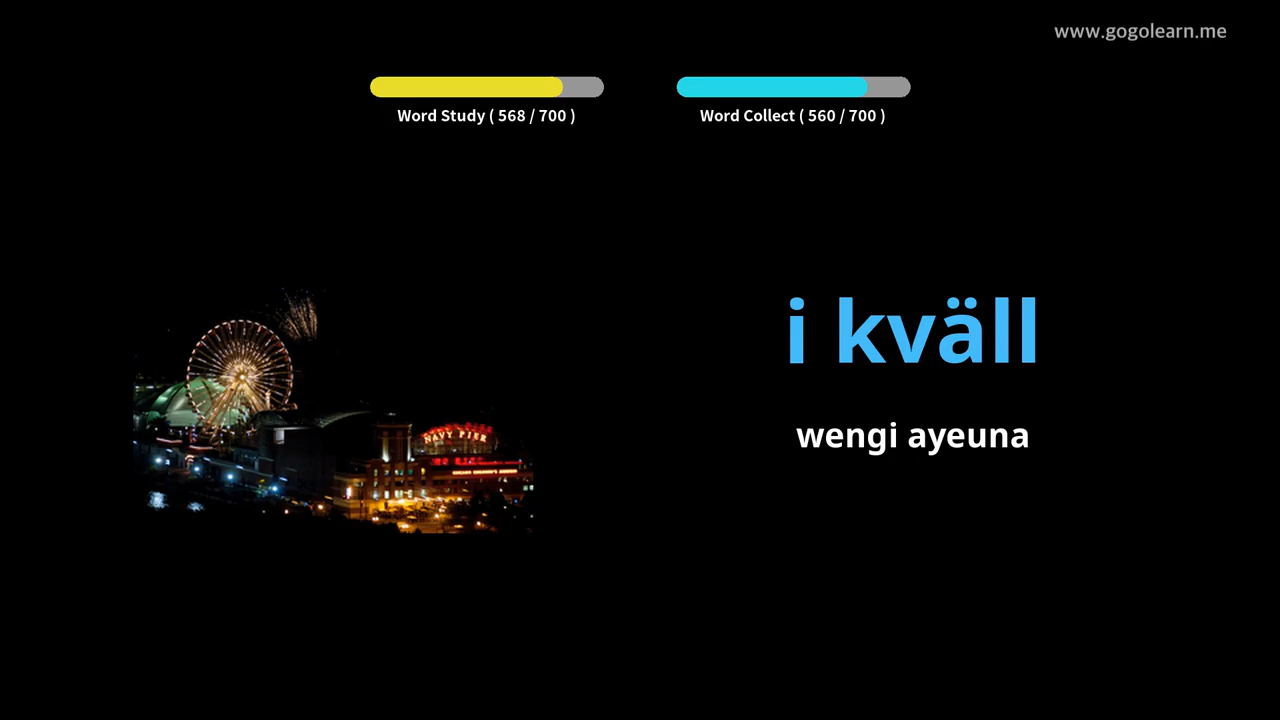 www.gogolearn.me
Word Study ( 568 / 700 )
Word Collect ( 560 / 700 )
i kväll
wengi ayeuna
NAVY PIER